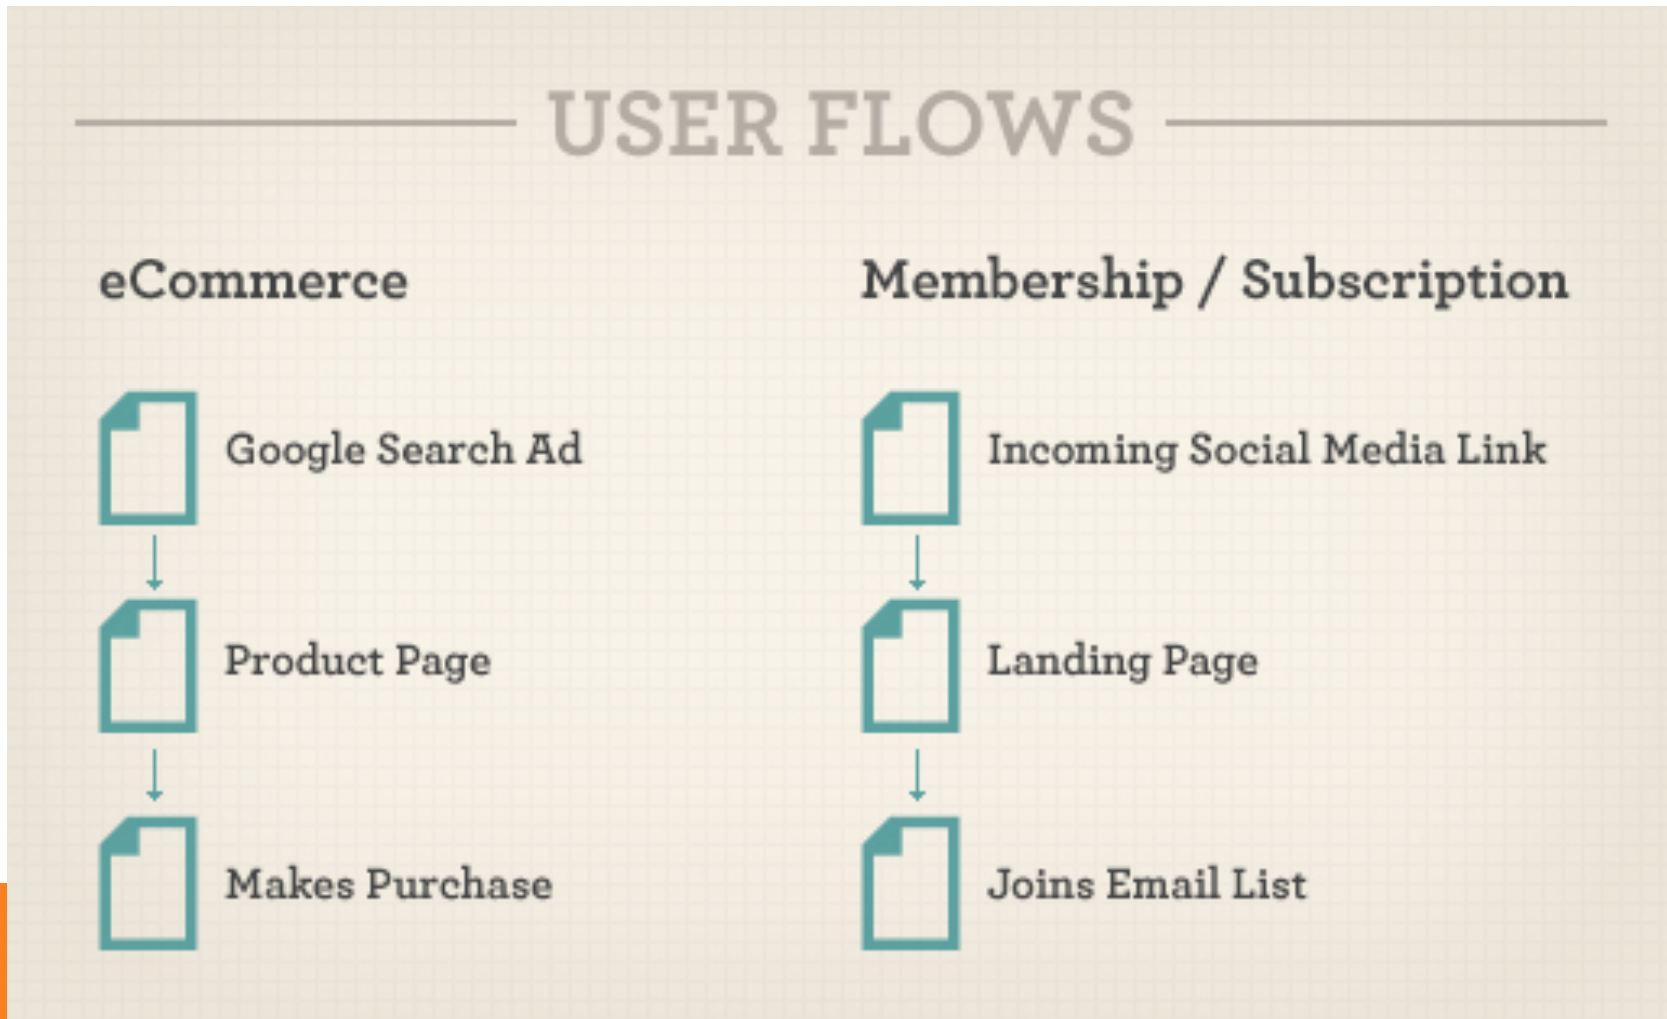 USER FLOWS
eCommerce
Google Search Ad
Product Page
Makes Purchase
Membership / Subscription
Incoming Social Media Link
Landing Page
Joins Email List